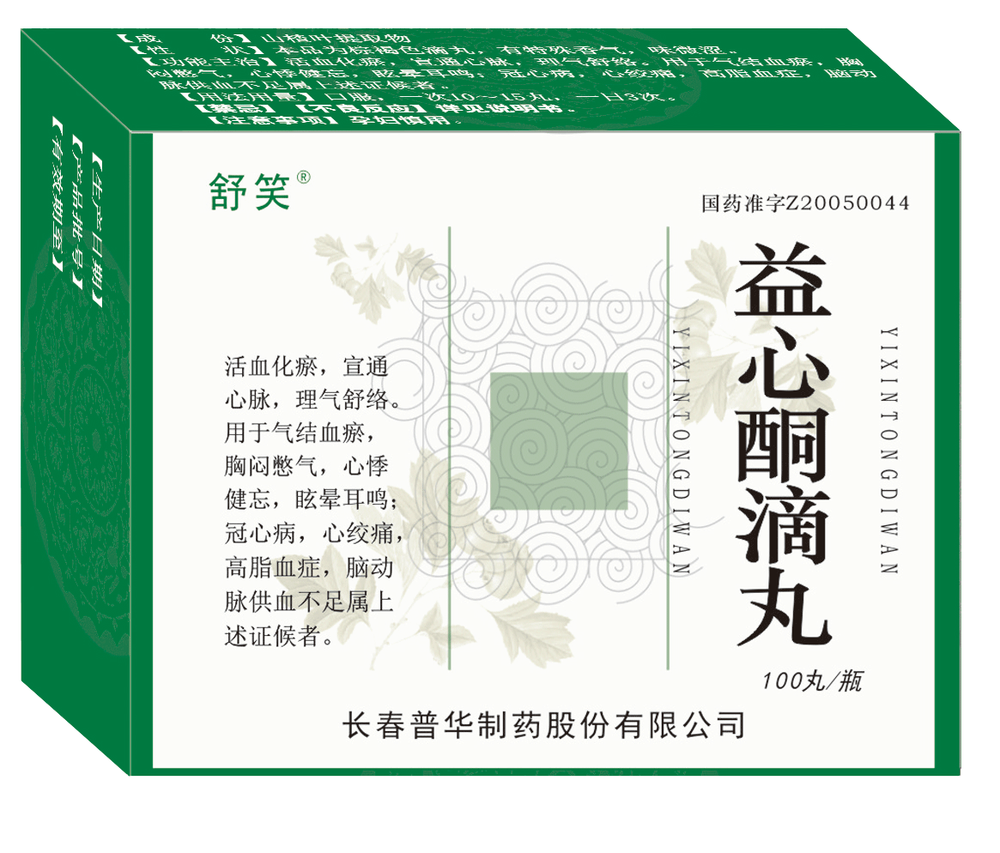 【成　　份】山楂叶提取物
【性　　状】本品为棕褐色滴丸，有特殊香气，味微涩。
【功能主治】活血化瘀，宣通心脉，理气舒络。用于气结血瘀，胸
闷憋气，心悸健忘，眩晕耳鸣；冠心病，心绞痛，高脂血症，脑动
脉供血不足属上述证候者。
【用法用量】口服，一次10～15丸，一日3次。
【禁忌】【不良反应】详见说明书。
【注意事项】孕妇慎用。
【生产日期】
【产品批号】
【有效期至】
舒笑®
国药准字Z20050044
益心酮滴丸
YIXINTONGDIWAN
YIXINTONGDIWAN
活血化瘀，宣通
心脉，理气舒络。
用于气结血瘀，
胸闷憋气，心悸
健忘，眩晕耳鸣；
冠心病，心绞痛，
高脂血症，脑动
脉供血不足属上
述证候者。
100丸/瓶
长春普华制药股份有限公司